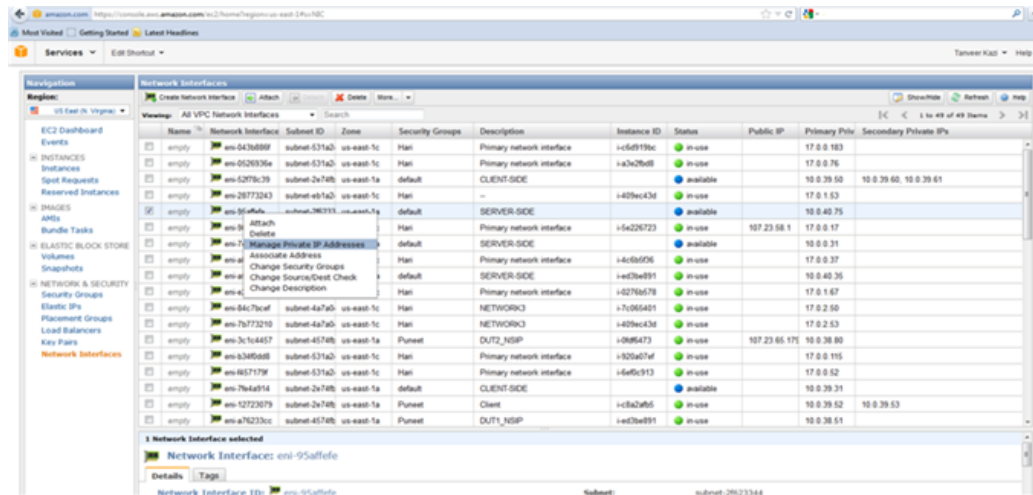 amazon.com https://console.aws.amazon.com/ec2/home?region=us-east-1#s=NIC
Most Visited Getting Started Latest Headlines
Services Edit Shortcut Tanveer Kazi Help
Navigation
Region:
US East (N. Virginia)
EC2 Dashboard
Events
INSTANCES
Instances
Spot Requests
Reserved Instances
IMAGES
AMIs
Bundle Tasks
ELASTIC BLOCK STORE
Volumes
Snapshots
NETWORK & SECURITY
Security Groups
Elastic IPs
Placement Groups
Load Balancers
Key Pairs
Network Interfaces
Network Interfaces
Create Network Interface Attach Delete More... Show/Hide Refresh Help
Viewing: All VPC Network Interfaces Search 1 to 49 of 49 Items
Name Network Interface Subnet ID Zone Security Groups Description Instance ID Status Public IP Primary Priv Secondary Private IPs
empty eni-043b886f subnet-531a2 us-east-1c Hari Primary network interface i-c6d919bc in-use 17.0.0.183
empty eni-0526936e subnet-531a2 us-east-1c Hari Primary network interface i-a3e2fbd8 in-use 17.0.0.76
empty eni-52f78c39 subnet-2e74f us-east-1a default CLIENT-SIDE available 10.0.39.50 10.0.39.60, 10.0.39.61
empty eni-28773243 subnet-eb1a2 us-east-1c Hari -- i-409ec43d in-use 17.0.1.53
empty eni-95affefe us-east-1a default SERVER-SIDE available 10.0.40.75
empty Hari Primary network interface i-5e226723 in-use 107.23.58.1 17.0.0.17
empty default SERVER-SIDE available 10.0.0.31
empty Hari Primary network interface in-use 17.0.0.37
empty default SERVER-SIDE i-ed3be891 in-use 10.0.40.35
empty Hari Primary network interface i-0276b578 in-use 17.0.1.67
Attach
Delete
Manage Private IP Addresses
Associate Address
Change Security Groups
Change Source/Dest Check
Change Description
empty eni-84c7bcef subnet-4a7a0 us-east-1c Hari NETWORK3 i-7c065401 in-use 17.0.2.50
empty eni-7b773210 subnet-4a7a0 us-east-1c Hari NETWORK3 i-409ec43d in-use 17.0.2.53
empty eni-3c1c4457 subnet-4574f us-east-1a Puneet DUT2_NSIP in-use 107.23.65.175 10.0.38.80
empty eni-b34f0dd8 subnet-531a2 us-east-1c Hari Primary network interface i-920a07ef in-use 17.0.0.115
empty eni-f457179f subnet-531a2 us-east-1c Hari Primary network interface i-6ef0c913 in-use 17.0.0.52
empty eni-7fe4a914 subnet-2e74f us-east-1a default CLIENT-SIDE available 10.0.39.31
empty eni-12723079 subnet-2e74f us-east-1a Puneet Client i-c8a2afb5 in-use 10.0.39.52 10.0.39.53
empty eni-a76233cc subnet-4574f us-east-1a Puneet DUT1_NSIP i-ed3be891 in-use 10.0.38.51
1 Network Interface selected
Network Interface: eni-95affefe
Details Tags
Network Interface ID: eni-95affefe Subnet: subnet-2f623344